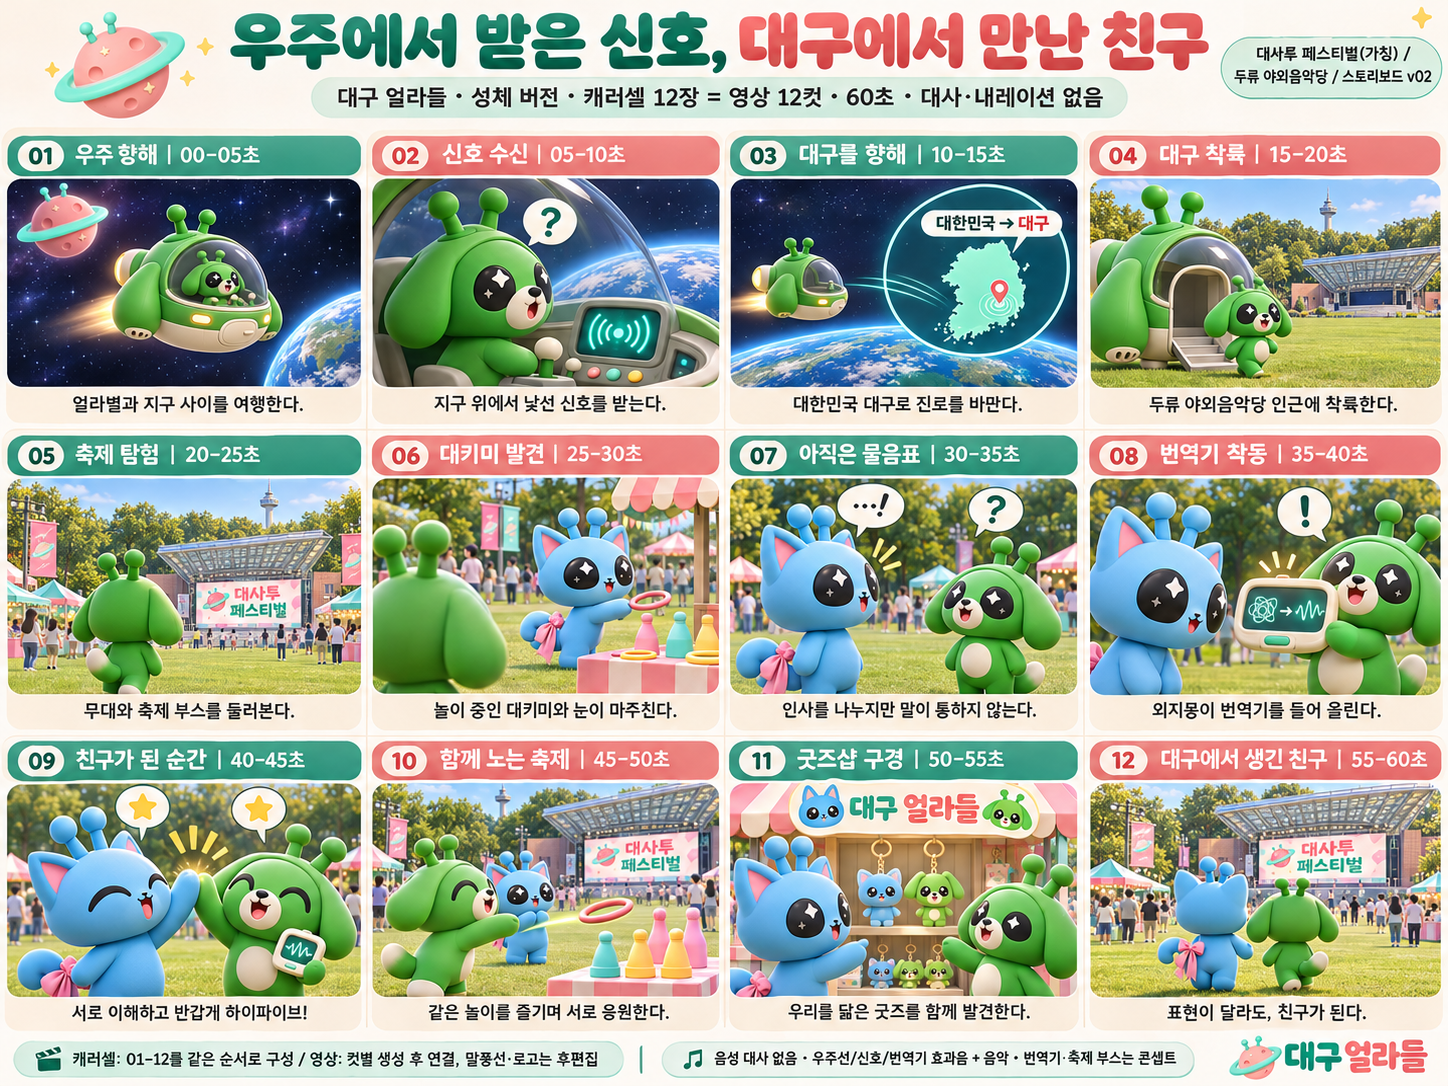 우주에서 받은 신호, 대구에서 만난 친구
대구 얼라들 · 성체 버전 · 캐러셀 12장 = 영상 12컷 · 60초 · 대사·내레이션 없음
대사투 페스티벌(가칭) /
두류 야외음악당 / 스토리보드 v02
01 우주 항해 | 00-05초
얼라별과 지구 사이를 여행한다.
02 신호 수신 | 05-10초
?
지구 위에서 낯선 신호를 받는다.
03 대구를 향해 | 10-15초
대한민국 → 대구
대한민국 대구로 진로를 바꾼다.
04 대구 착륙 | 15-20초
두류 야외음악당 인근에 착륙한다.
05 축제 탐험 | 20-25초
대사투
페스티벌
무대와 축제 부스를 둘러본다.
06 대키미 발견 | 25-30초
놀이 중인 대키미와 눈이 마주친다.
07 아직은 물음표 | 30-35초
...!
?
인사를 나누지만 말이 통하지 않는다.
08 번역기 착동 | 35-40초
!
외지몽이 번역기를 들어 올린다.
09 친구가 된 순간 | 40-45초
서로 이해하고 반갑게 하이파이브!
10 함께 노는 축제 | 45-50초
대사투
페스티벌
같은 놀이를 즐기며 서로 응원한다.
11 굿즈샵 구경 | 50-55초
대구 얼라들
우리를 닮은 굿즈를 함께 발견한다.
12 대구에서 생긴 친구 | 55-60초
대사투
페스티벌
표현이 달라도, 친구가 된다.
캐러셀: 01-12를 같은 순서로 구성 / 영상: 컷별 생성 후 연결, 말풍선·로고는 후편집
음성 대사 없음 · 우주선/신호/번역기 효과음 + 음악 · 번역기·축제 부스는 콘셉트
대구 얼라들